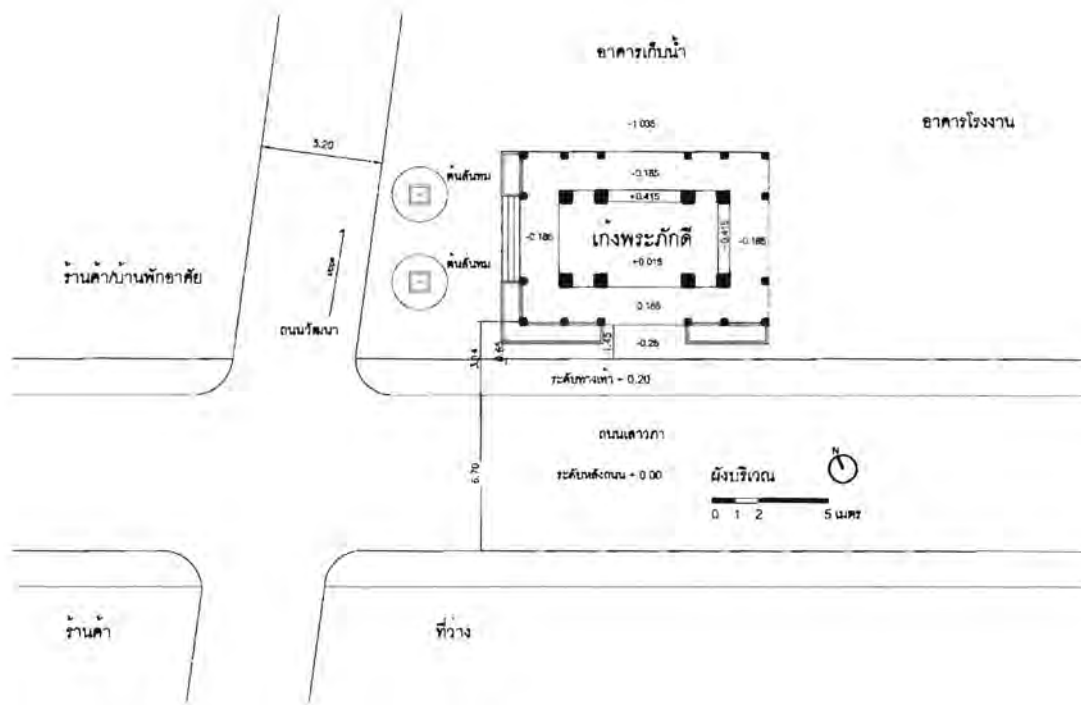 อาคารเก็บน้ำ
อาคารโรงงาน
-1.035
3.20
ต้นลั่นทม
-0.185
+0.415
เก๋งพระภักดี
-0.185
-0.415
-0.185
+0.015
ต้นลั่นทม
ร้านค้า/บ้านพักอาศัย
slope
ถนนวัฒนา
0.185
-0.25
1.45
3.04
0.65
ระดับทางเท้า - 0.20
ถนนเสาวภา
ระดับหลังถนน + 0.00
6.70
ผังบริเวณ
N
0 1 2 5 เมตร
ร้านค้า
ที่ว่าง